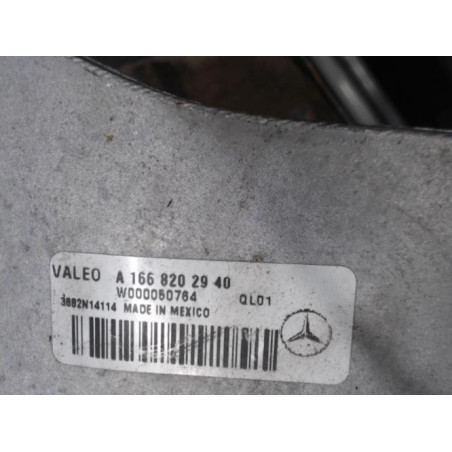 VALEO A 166 820 29 40
W000050764 QL01
3682N14114 MADE IN MEXICO